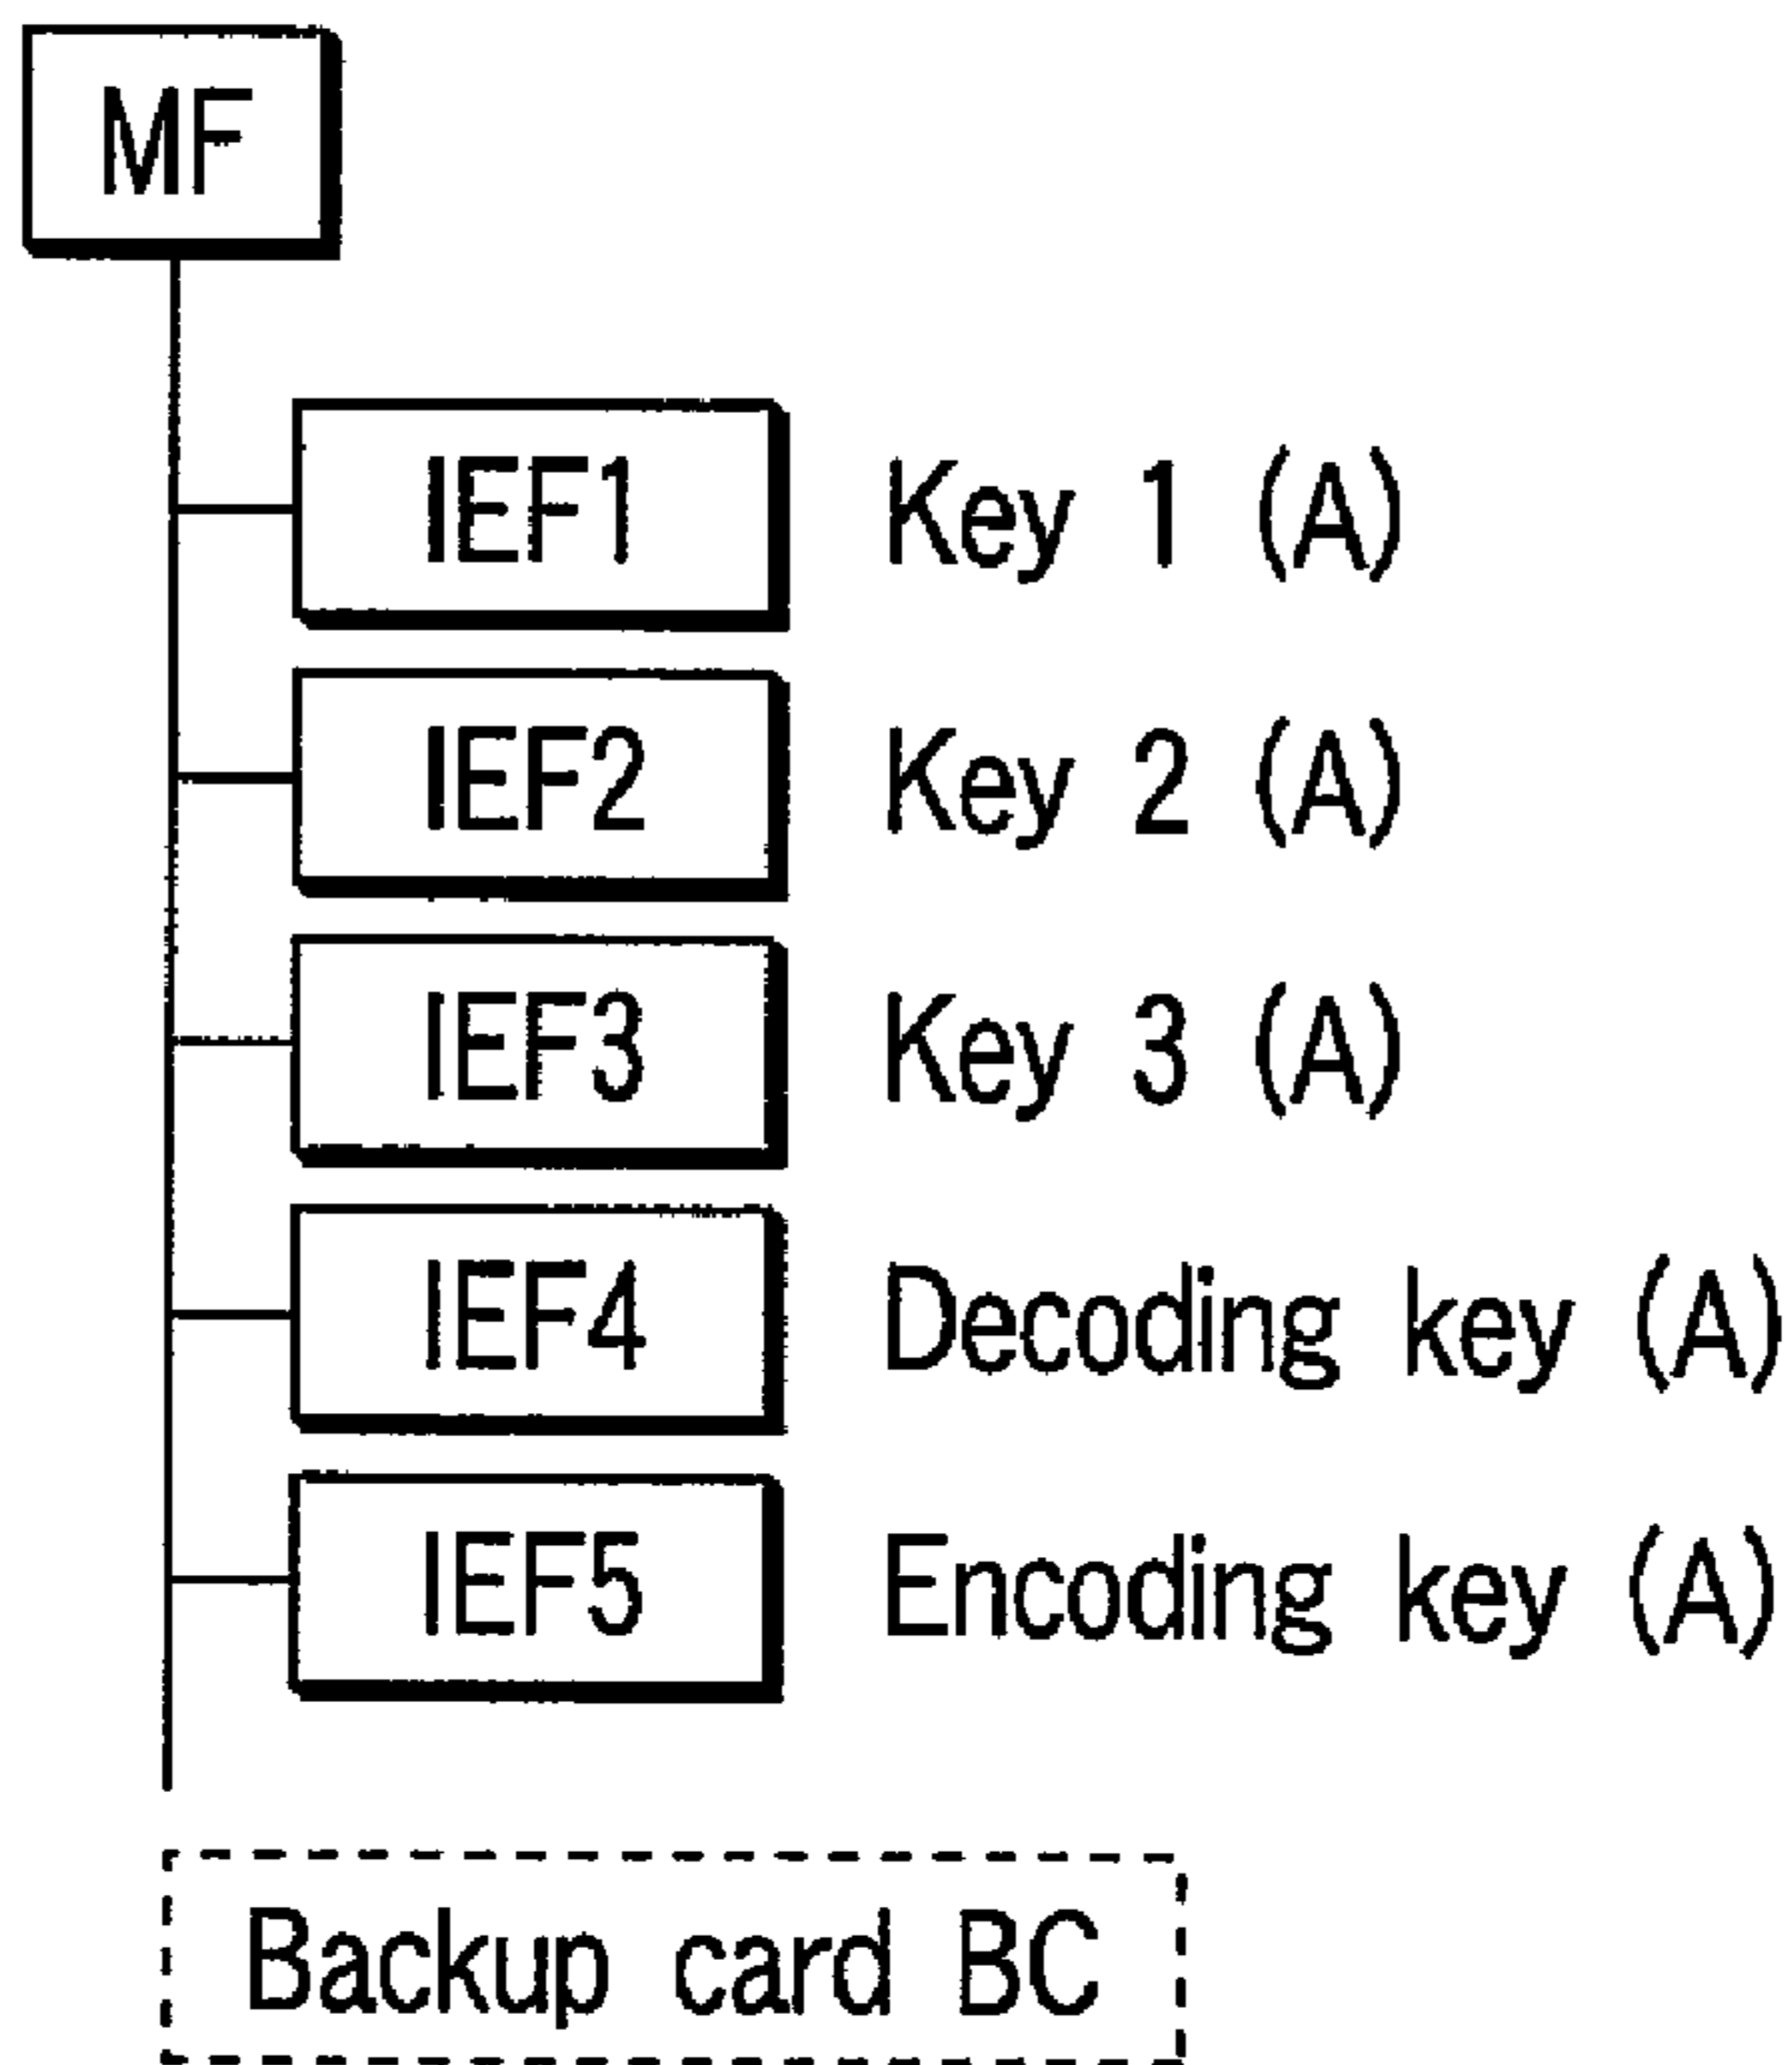 MF
IEF1 Key 1 (A)
IEF2 Key 2 (A)
IEF3 Key 3 (A)
IEF4 Decoding key (A)
IEF5 Encoding key (A)
Backup card BC